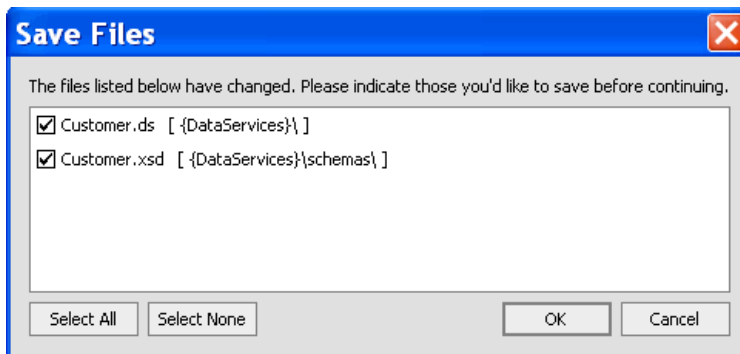 Save Files
The files listed below have changed. Please indicate those you'd like to save before continuing.
Customer.ds [ {DataServices}\ ]
Customer.xsd [ {DataServices}\schemas\ ]
Select All Select None OK Cancel